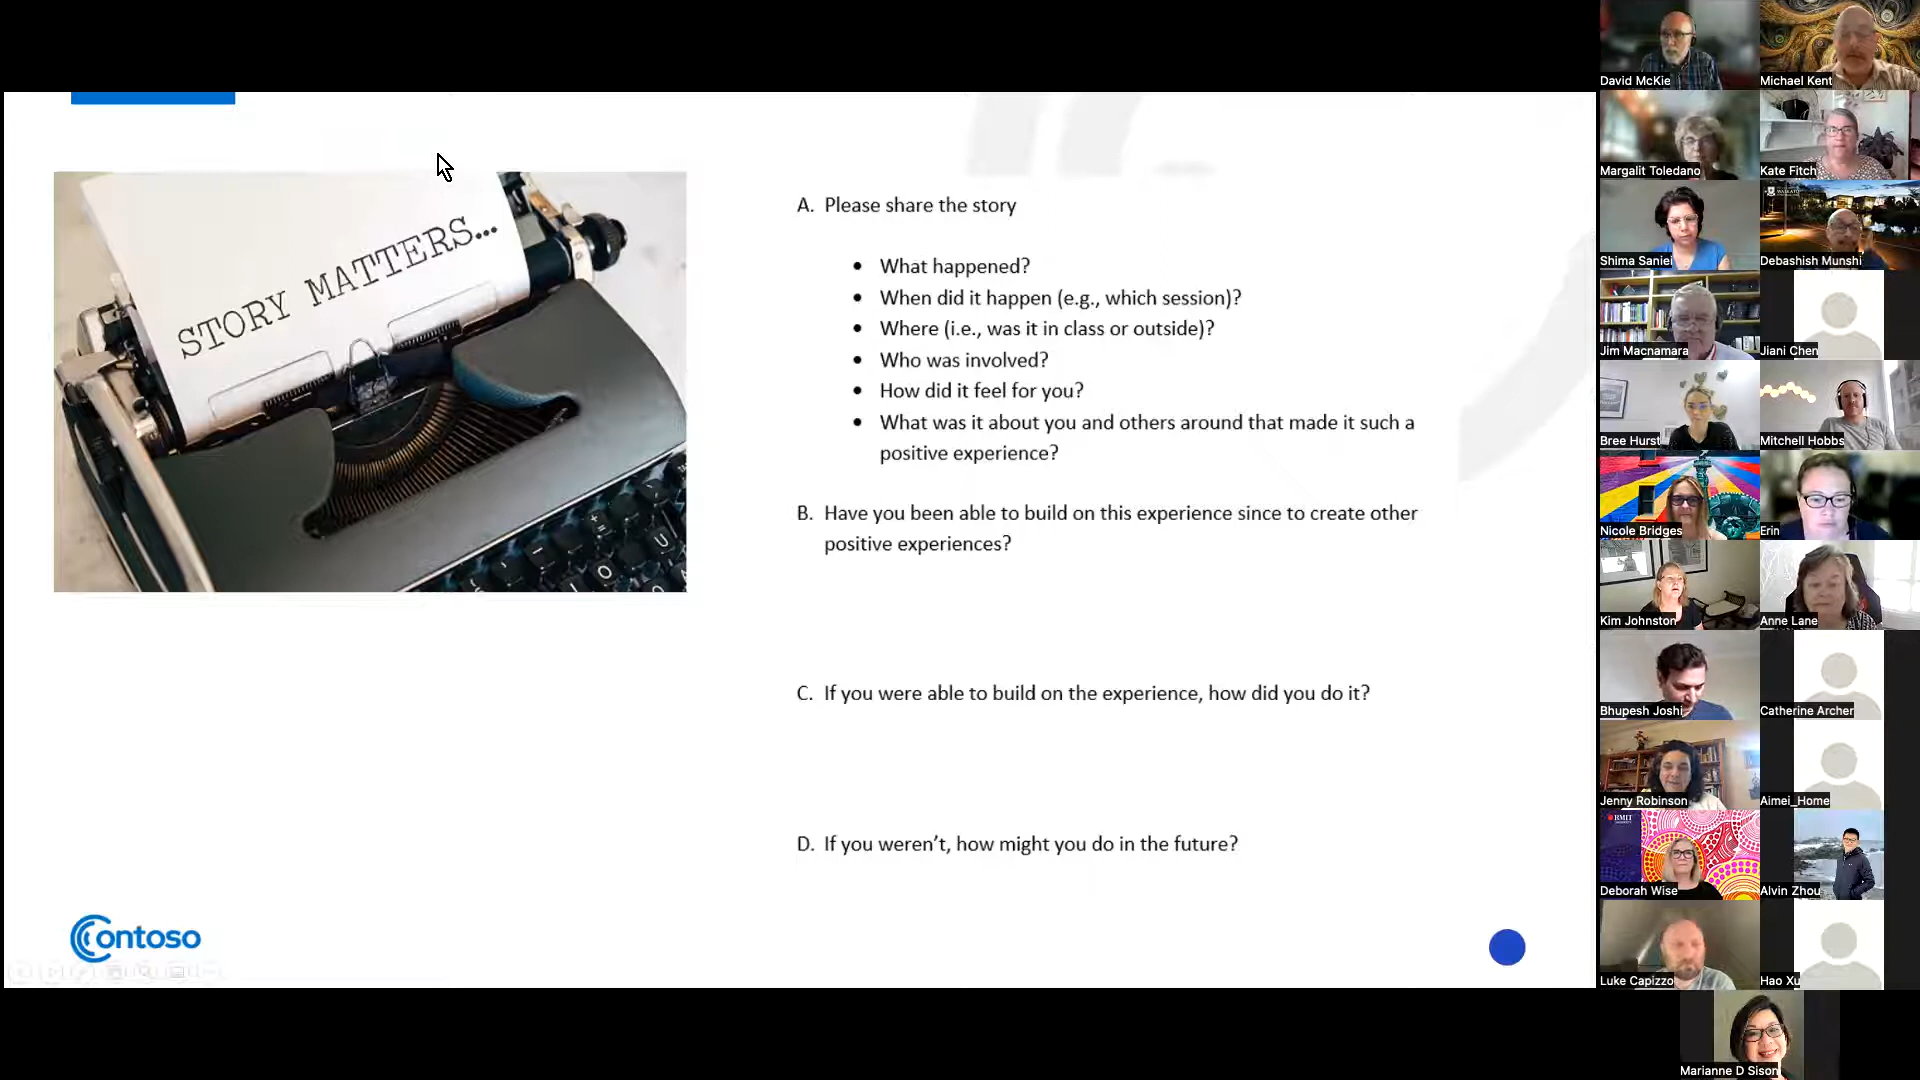 STORY MATTERS...
A. Please share the story
• What happened?
• When did it happen (e.g., which session)?
• Where (i.e., was it in class or outside)?
• Who was involved?
• How did it feel for you?
• What was it about you and others around that made it such a
positive experience?
B. Have you been able to build on this experience since to create other
positive experiences?
C. If you were able to build on the experience, how did you do it?
D. If you weren't, how might you do in the future?
Contoso
David McKie
Michael Kent
Margalit Toledano
Kate Fitch
Shima Saniei
Debashish Munshi
Jim Macnamara
Jiani Chen
Bree Hurst
Mitchell Hobbs
Nicole Bridges
Erin
Kim Johnston
Anne Lane
Bhupesh Joshi
Catherine Archer
Jenny Robinson
Aimei_Home
RMIT
Deborah Wise
Alvin Zhou
Luke Capizzo
Hao Xu
Marianne D Sison